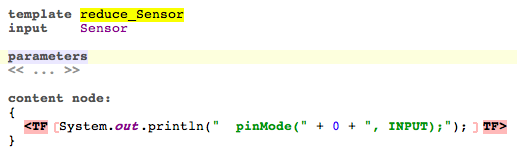 template reduce_Sensor
input    Sensor
parameters
<< ... >>
content node:
{
  <TF [System.out.println("  pinMode(" + 0 + ", INPUT);"); ] TF>
}